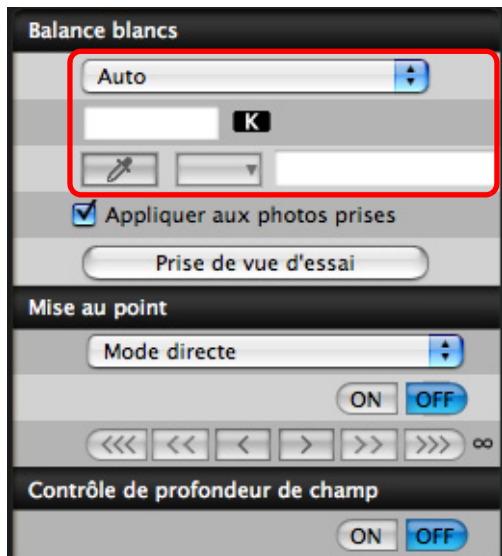 Balance blancs
Auto
K
Appliquer aux photos prises
Prise de vue d'essai
Mise au point
Mode directe
ON OFF
<<< << < > >> >>> ∞
Contrôle de profondeur de champ
ON OFF